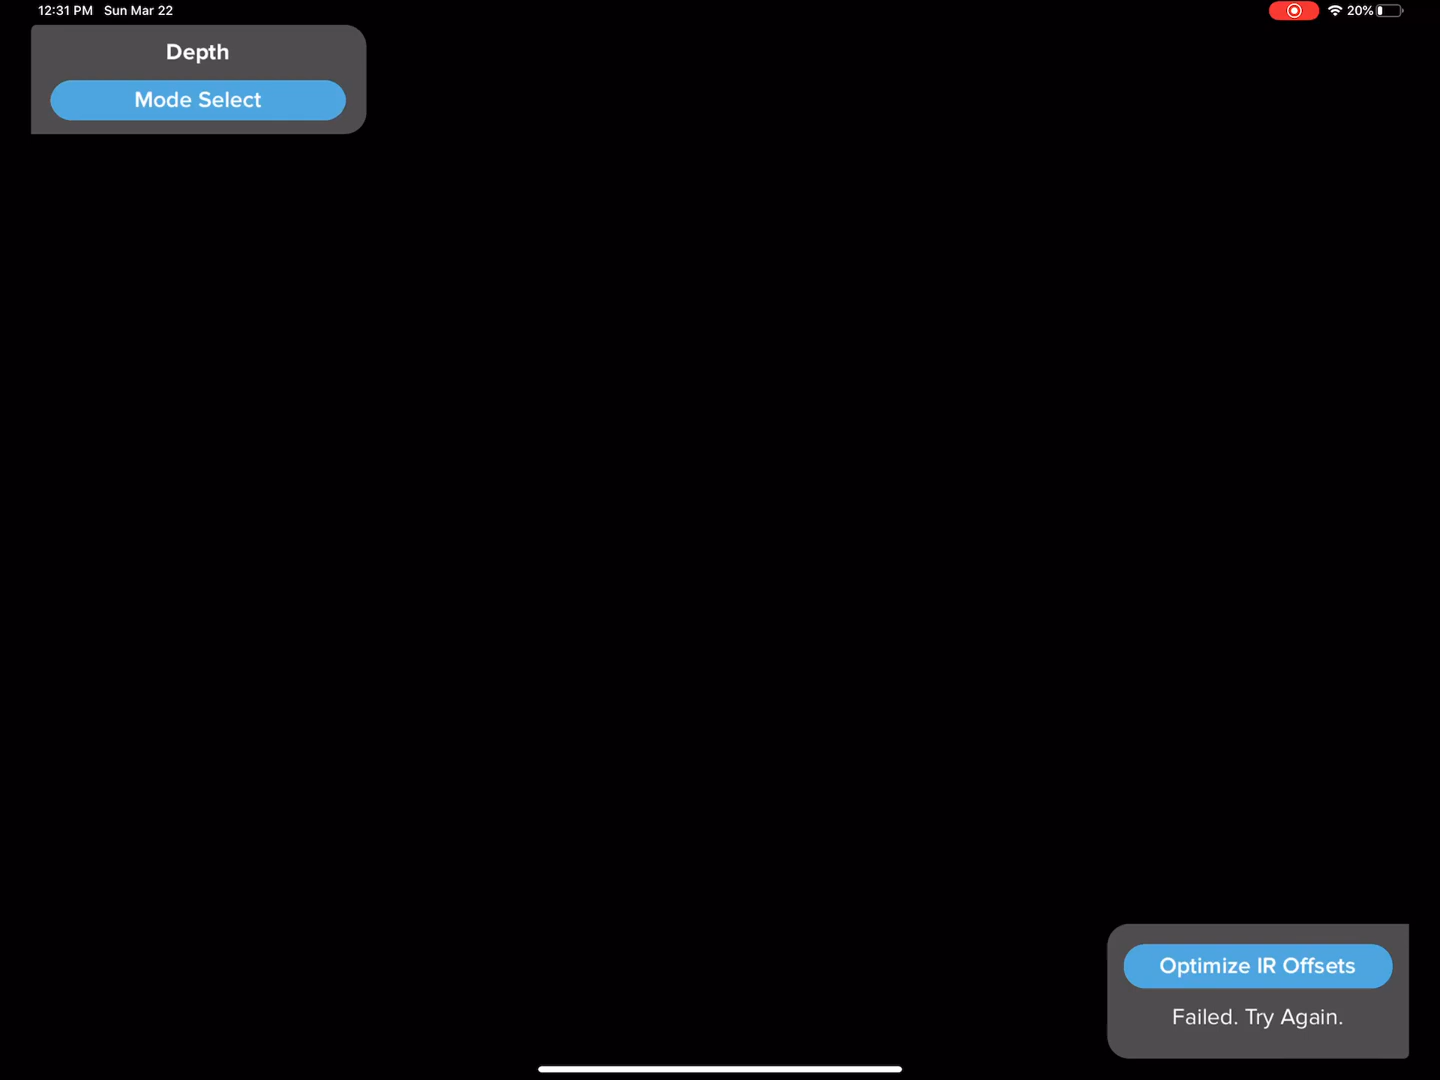 12:31 PM Sun Mar 22
20%
Depth
Mode Select
Optimize IR Offsets
Failed. Try Again.